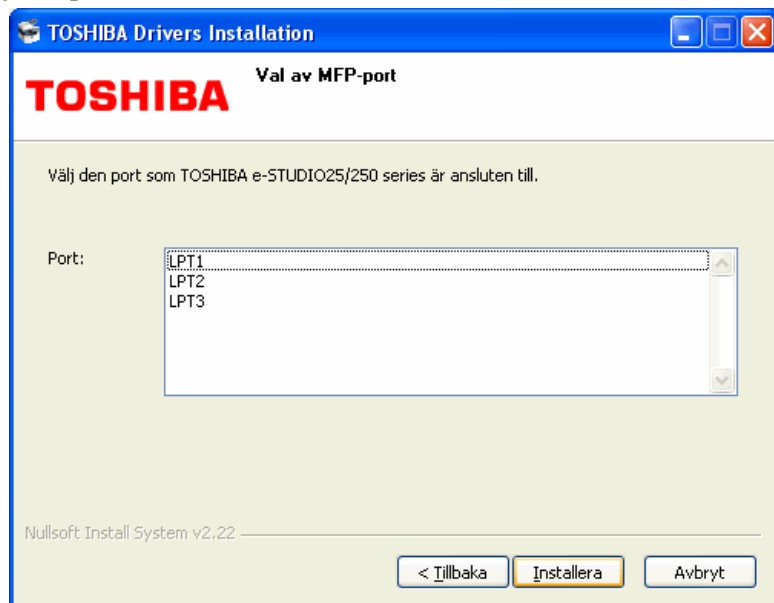 TOSHIBA Drivers Installation
TOSHIBA
Val av MFP-port
Välj den port som TOSHIBA e-STUDIO25/250 series är ansluten till.
Port:
LPT1
LPT2
LPT3
Nullsoft Install System v2.22
< Tillbaka
Installera
Avbryt